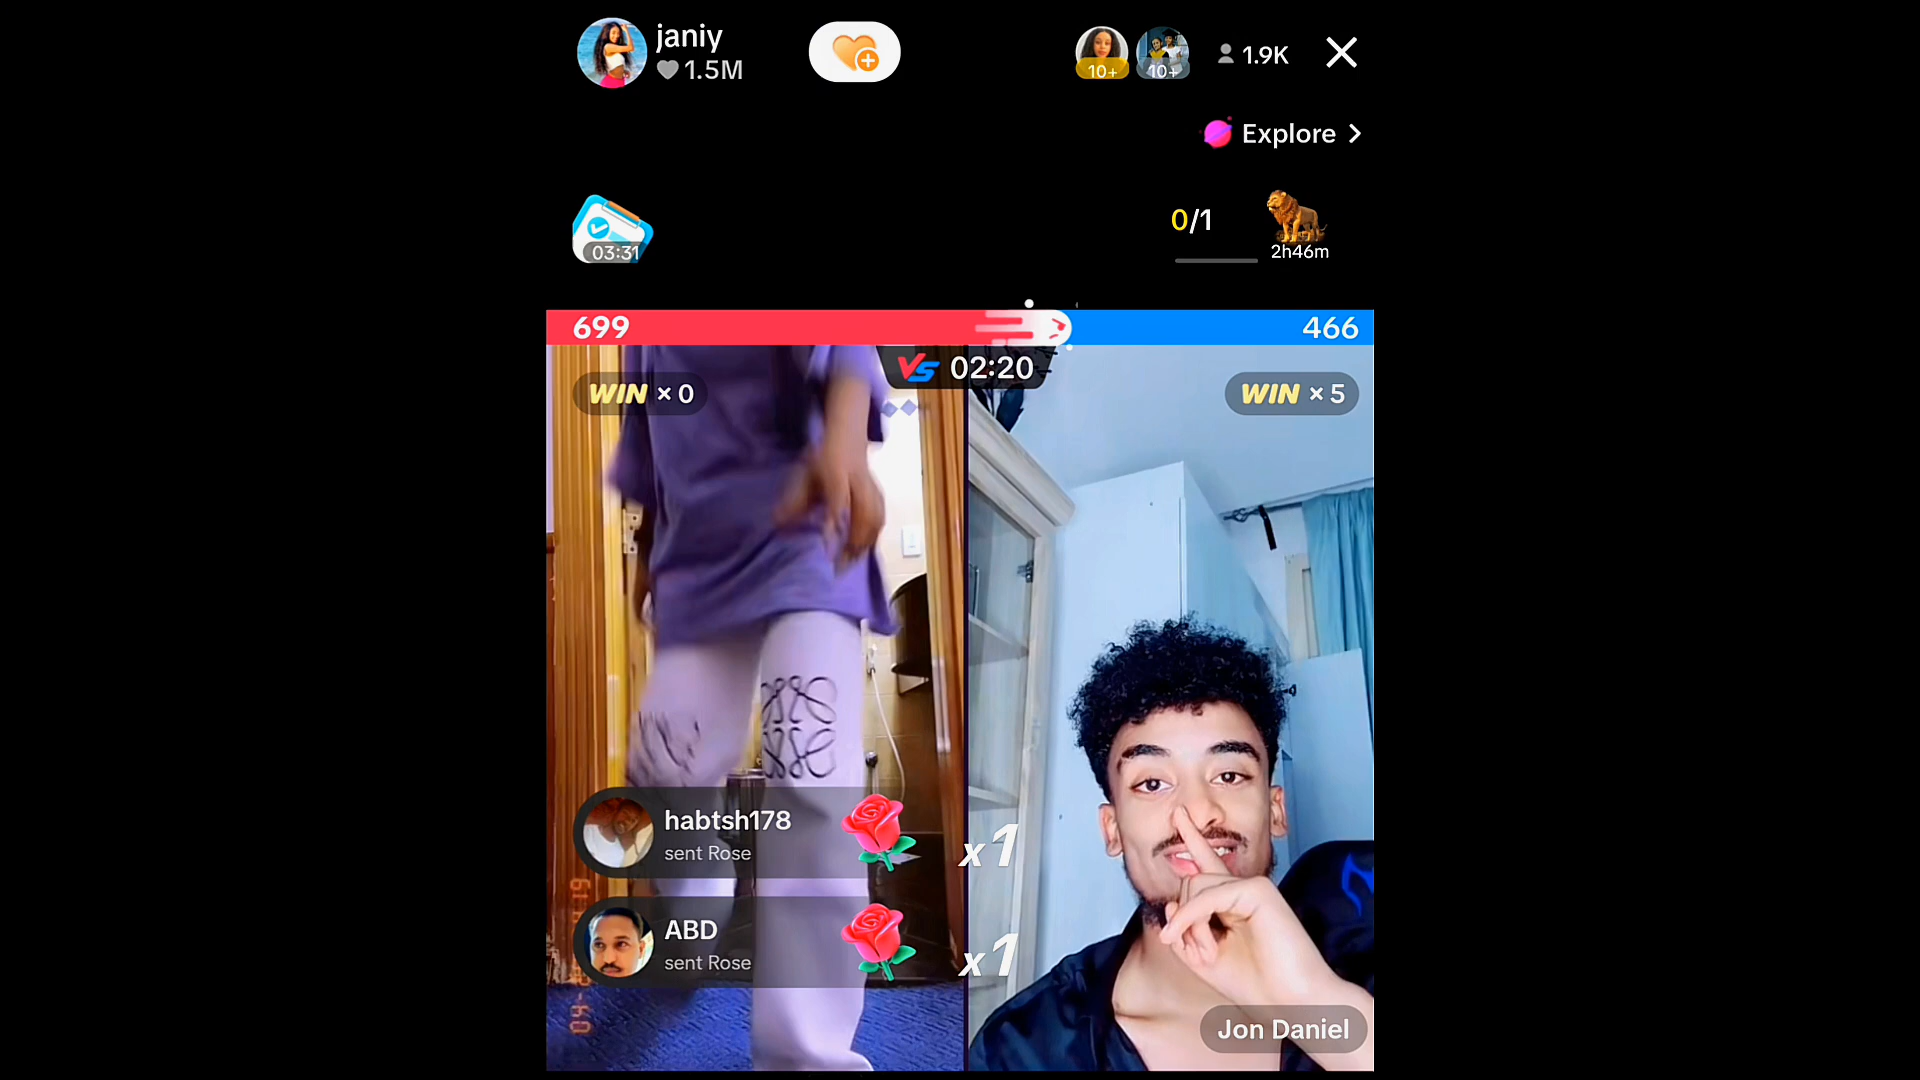 janiy
1.5M
10+
10+
1.9K
Explore
03:31
0/1
2h46m
699
466
VS 02:20
WIN × 0
WIN × 5
habtsh178
sent Rose
x1
ABD
sent Rose
x1
Jon Daniel